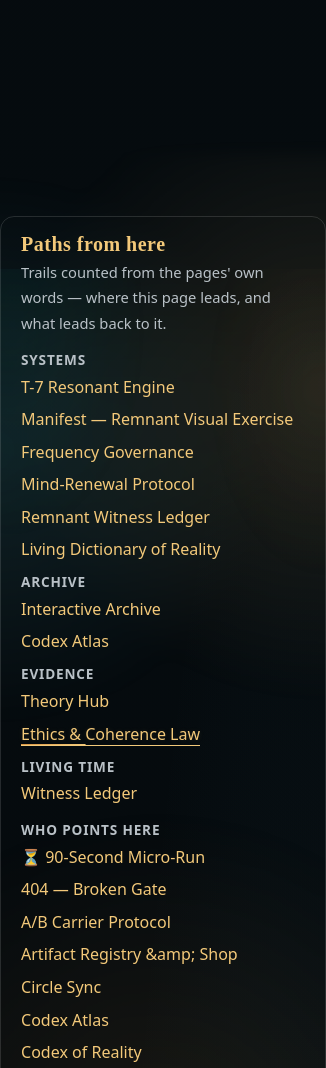 Paths from here
Trails counted from the pages' own
words — where this page leads, and
what leads back to it.
SYSTEMS
T-7 Resonant Engine
Manifest — Remnant Visual Exercise
Frequency Governance
Mind-Renewal Protocol
Remnant Witness Ledger
Living Dictionary of Reality
ARCHIVE
Interactive Archive
Codex Atlas
EVIDENCE
Theory Hub
Ethics & Coherence Law
LIVING TIME
Witness Ledger
WHO POINTS HERE
⏳ 90-Second Micro-Run
404 — Broken Gate
A/B Carrier Protocol
Artifact Registry &amp; Shop
Circle Sync
Codex Atlas
Codex of Reality